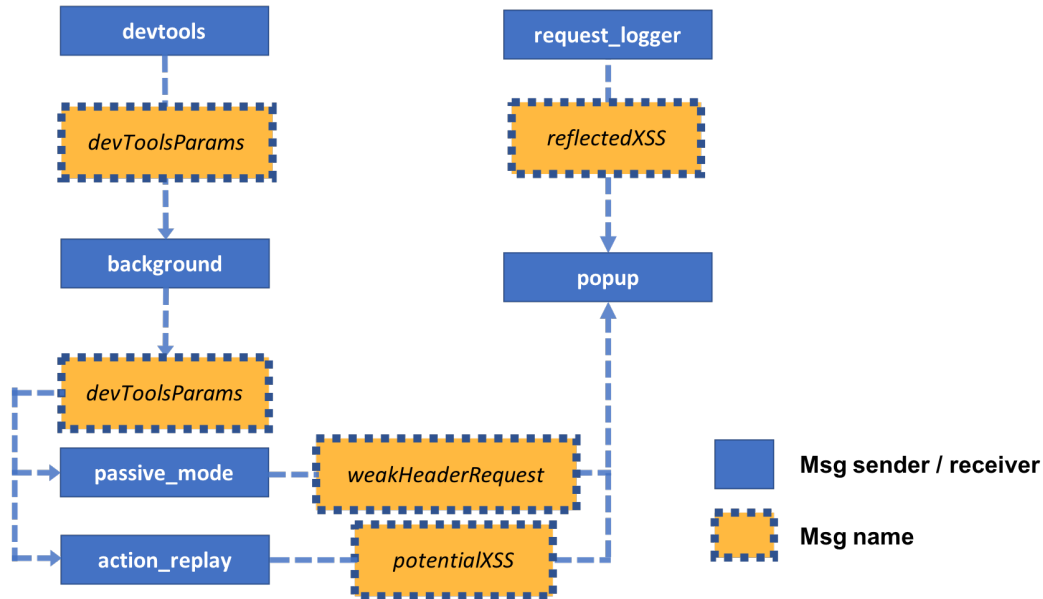 devtools
request_logger
devToolsParams
reflectedXSS
background
popup
devToolsParams
passive_mode
weakHeaderRequest
Msg sender / receiver
action_replay
potentialXSS
Msg name